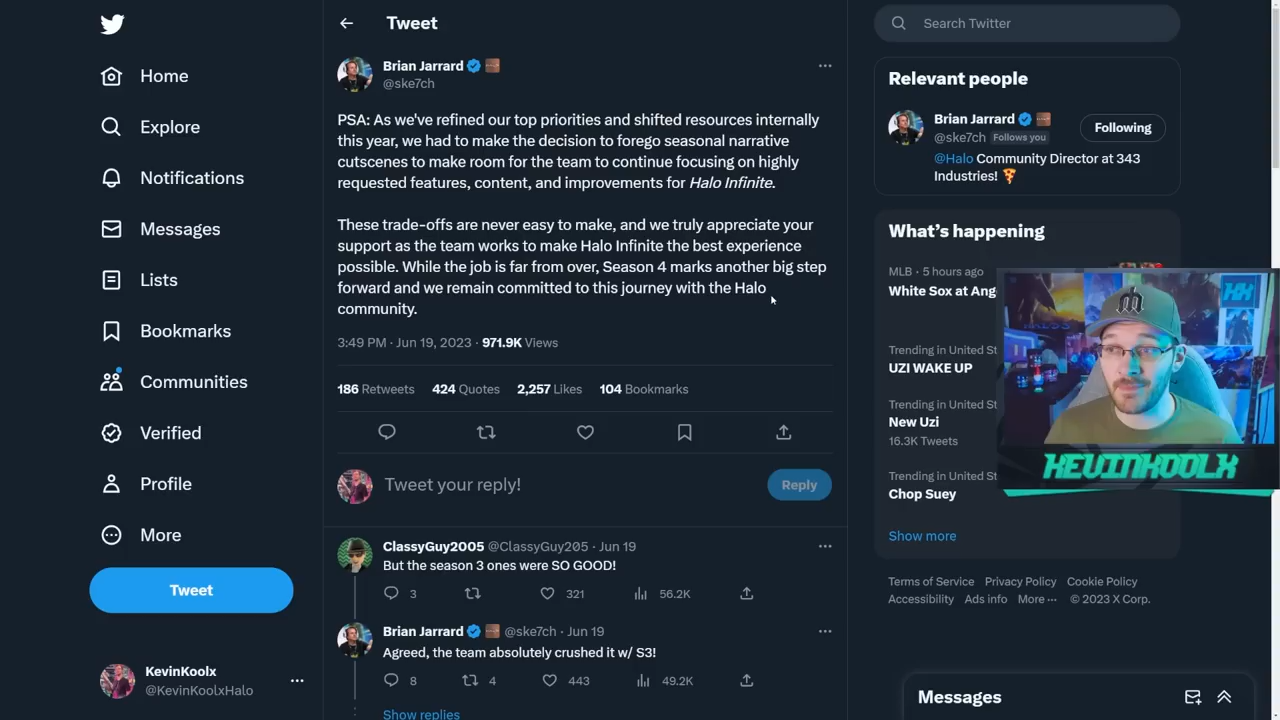 Home
Explore
Notifications
Messages
Lists
Bookmarks
Communities
Verified
Profile
More
Tweet
KevinKoolx
@KevinKoolxHalo
Tweet
Brian Jarrard
@ske7ch
PSA: As we've refined our top priorities and shifted resources internally
this year, we had to make the decision to forego seasonal narrative
cutscenes to make room for the team to continue focusing on highly
requested features, content, and improvements for Halo Infinite.
These trade-offs are never easy to make, and we truly appreciate your
support as the team works to make Halo Infinite the best experience
possible. While the job is far from over, Season 4 marks another big step
forward and we remain committed to this journey with the Halo
community.
3:49 PM · Jun 19, 2023 · 971.9K Views
186 Retweets 424 Quotes 2,257 Likes 104 Bookmarks
Tweet your reply!
Reply
ClassyGuy2005 @ClassyGuy205 · Jun 19
But the season 3 ones were SO GOOD!
3 321 56.2K
Brian Jarrard @ske7ch · Jun 19
Agreed, the team absolutely crushed it w/ S3!
8 4 443 49.2K
Show replies
Search Twitter
Relevant people
Brian Jarrard
@ske7ch Follows you
Following
@Halo Community Director at 343
Industries! 🍕
What's happening
MLB · 5 hours ago
White Sox at Ang
Trending in United St
UZI WAKE UP
Trending in United St
New Uzi
16.3K Tweets
Trending in United St
Chop Suey
Show more
KEVINKOOLX
Terms of Service Privacy Policy Cookie Policy
Accessibility Ads info More ··· © 2023 X Corp.
Messages